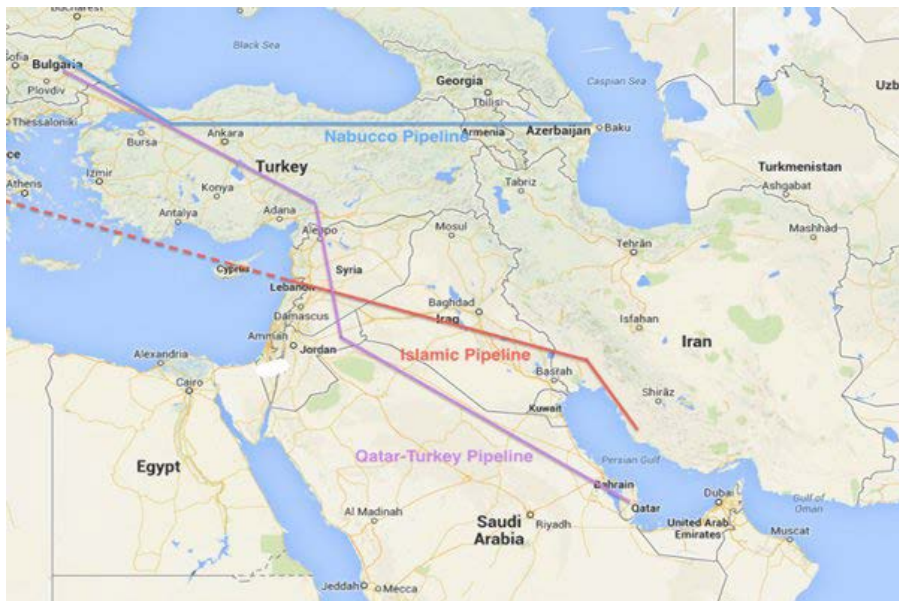 Bucharest
Sofia
Bulgaria
Plovdiv
Thessaloniki
Black Sea
Georgia
Tbilisi
Caspian Sea
Uzb
Nabucco Pipeline
Armenia
Azerbaijan
Baku
Bursa
Ankara
ce
Athens
Izmir
Turkey
Konya
Antalya
Adana
Tabriz
Turkmenistan
Ashgabat
Mashhad
Aleppo
Mosul
Tehrān
Cyprus
Syria
Lebanon
Damascus
Baghdad
Iraq
Isfahan
Iran
Amman
Jordan
Islamic Pipeline
Alexandria
Cairo
Basrah
Shirāz
Kuwait
Qatar-Turkey Pipeline
Persian Gulf
Egypt
Bahrain
Qatar
Dubai
Gulf of
Oman
Al Madinah
Saudi
Arabia
Riyadh
United Arab
Emirates
Muscat
Jeddah
Mecca